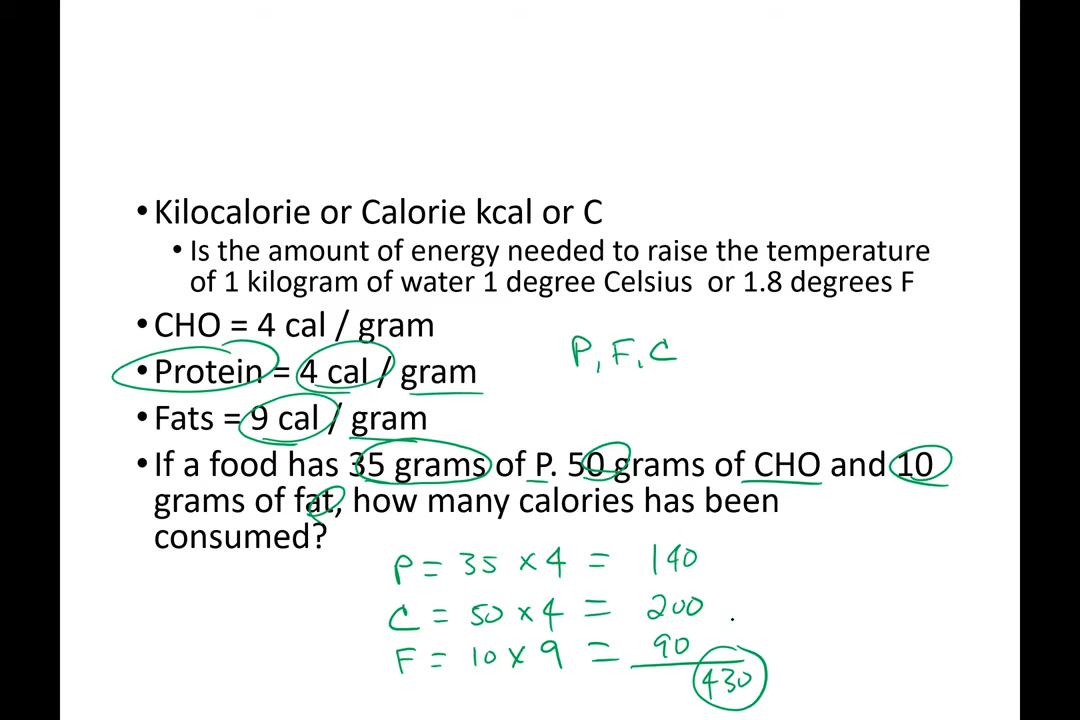 •Kilocalorie or Calorie kcal or C
•Is the amount of energy needed to raise the temperature
of 1 kilogram of water 1 degree Celsius or 1.8 degrees F
•CHO = 4 cal / gram
P, F, C
•Protein = 4 cal / gram
•Fats = 9 cal / gram
•If a food has 35 grams of P. 50 grams of CHO and 10
grams of fat, how many calories has been
consumed?
P = 35 × 4 = 140
C = 50 × 4 = 200
F = 10 × 9 = 90
430